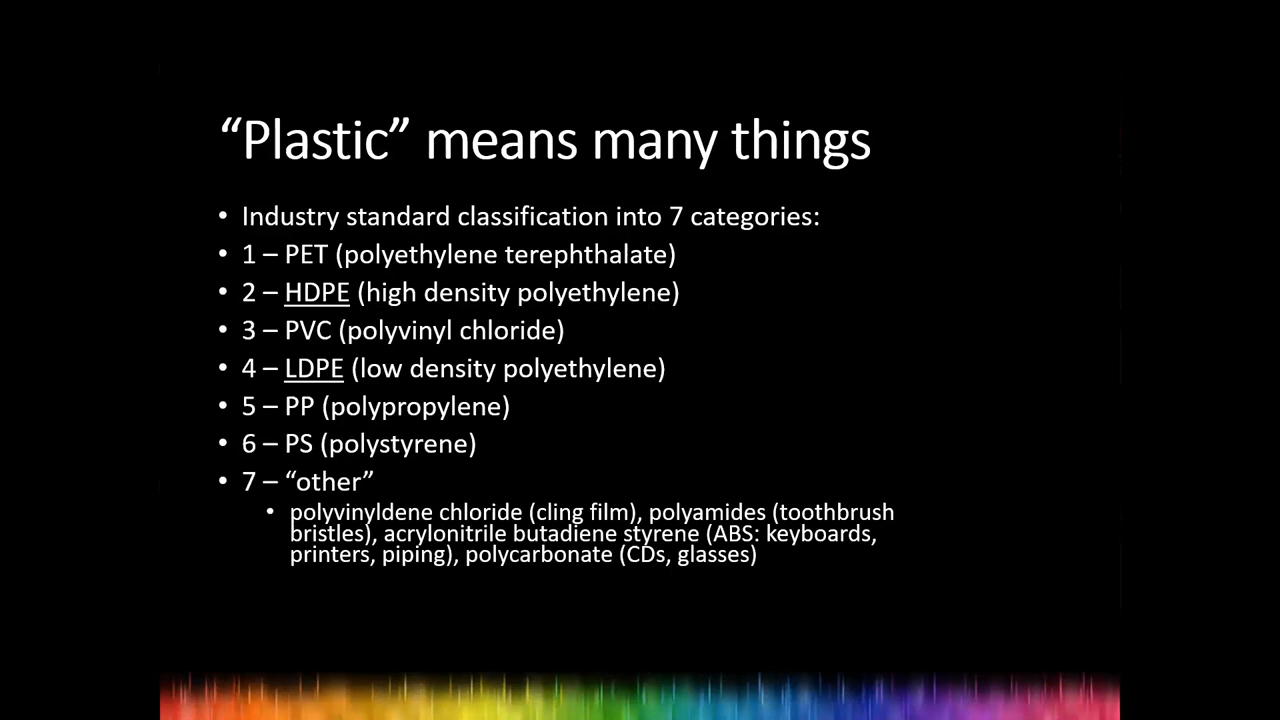 “Plastic” means many things
• Industry standard classification into 7 categories:
• 1 – PET (polyethylene terephthalate)
• 2 – HDPE (high density polyethylene)
• 3 – PVC (polyvinyl chloride)
• 4 – LDPE (low density polyethylene)
• 5 – PP (polypropylene)
• 6 – PS (polystyrene)
• 7 – “other”
• polyvinyldene chloride (cling film), polyamides (toothbrush
bristles), acrylonitrile butadiene styrene (ABS: keyboards,
printers, piping), polycarbonate (CDs, glasses)